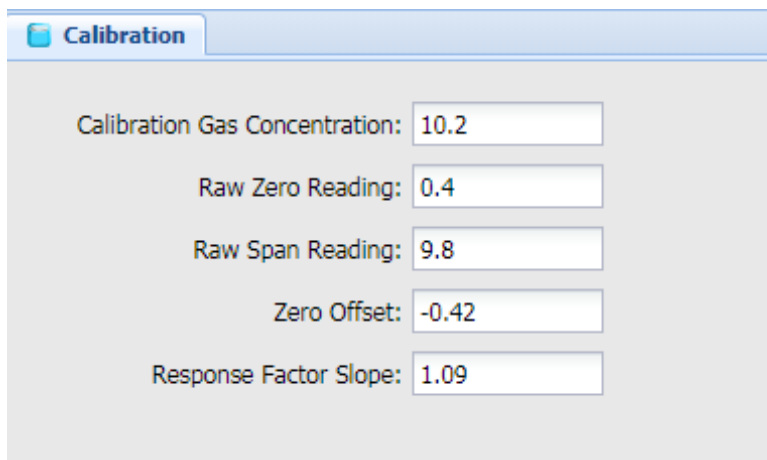 Calibration
Calibration Gas Concentration: 10.2
Raw Zero Reading: 0.4
Raw Span Reading: 9.8
Zero Offset: -0.42
Response Factor Slope: 1.09